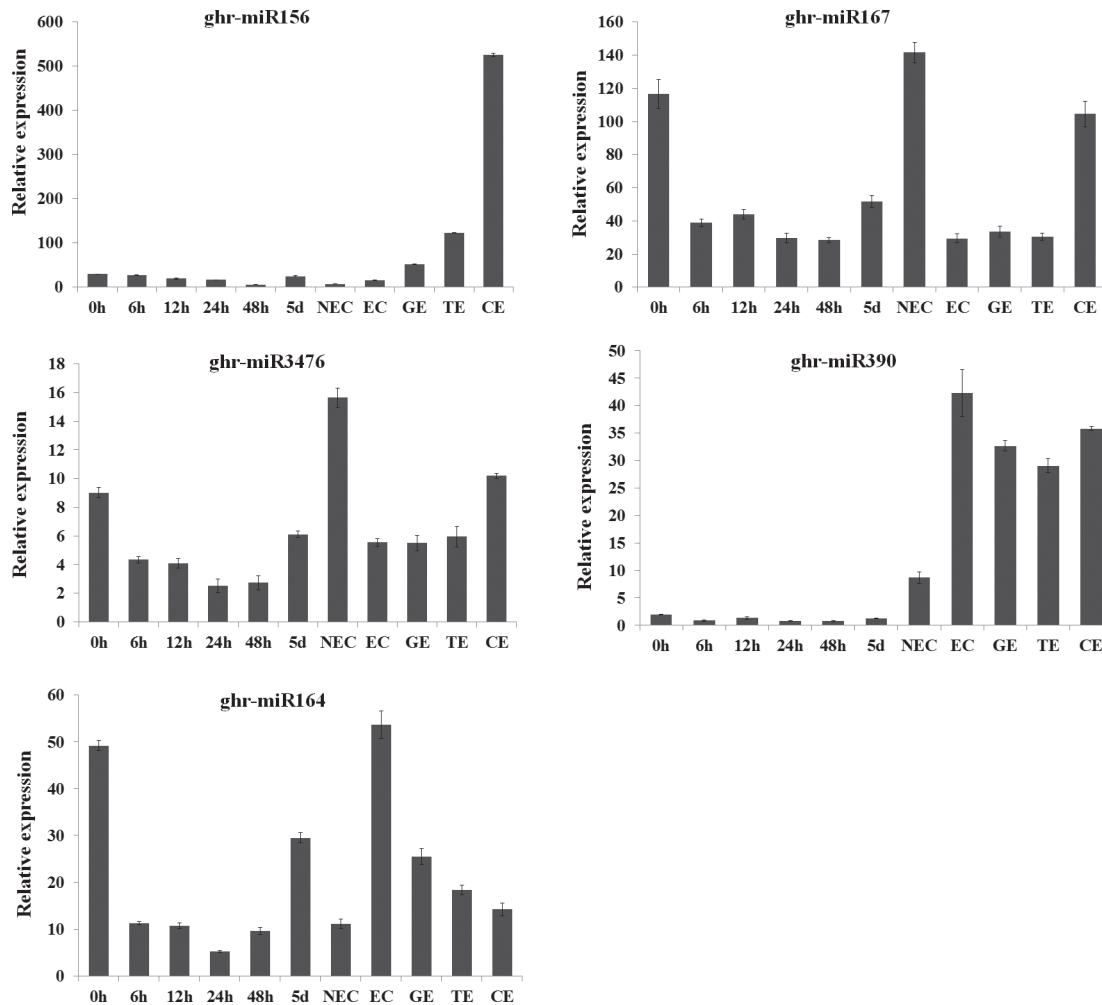 ghr-miR156
Relative expression
600
500
400
300
200
100
0
0h 6h 12h 24h 48h 5d NEC EC GE TE CE
ghr-miR167
Relative expression
160
140
120
100
80
60
40
20
0
0h 6h 12h 24h 48h 5d NEC EC GE TE CE
ghr-miR3476
Relative expression
18
16
14
12
10
8
6
4
2
0
0h 6h 12h 24h 48h 5d NEC EC GE TE CE
ghr-miR390
Relative expression
50
45
40
35
30
25
20
15
10
5
0
0h 6h 12h 24h 48h 5d NEC EC GE TE CE
ghr-miR164
Relative expression
60
50
40
30
20
10
0
0h 6h 12h 24h 48h 5d NEC EC GE TE CE